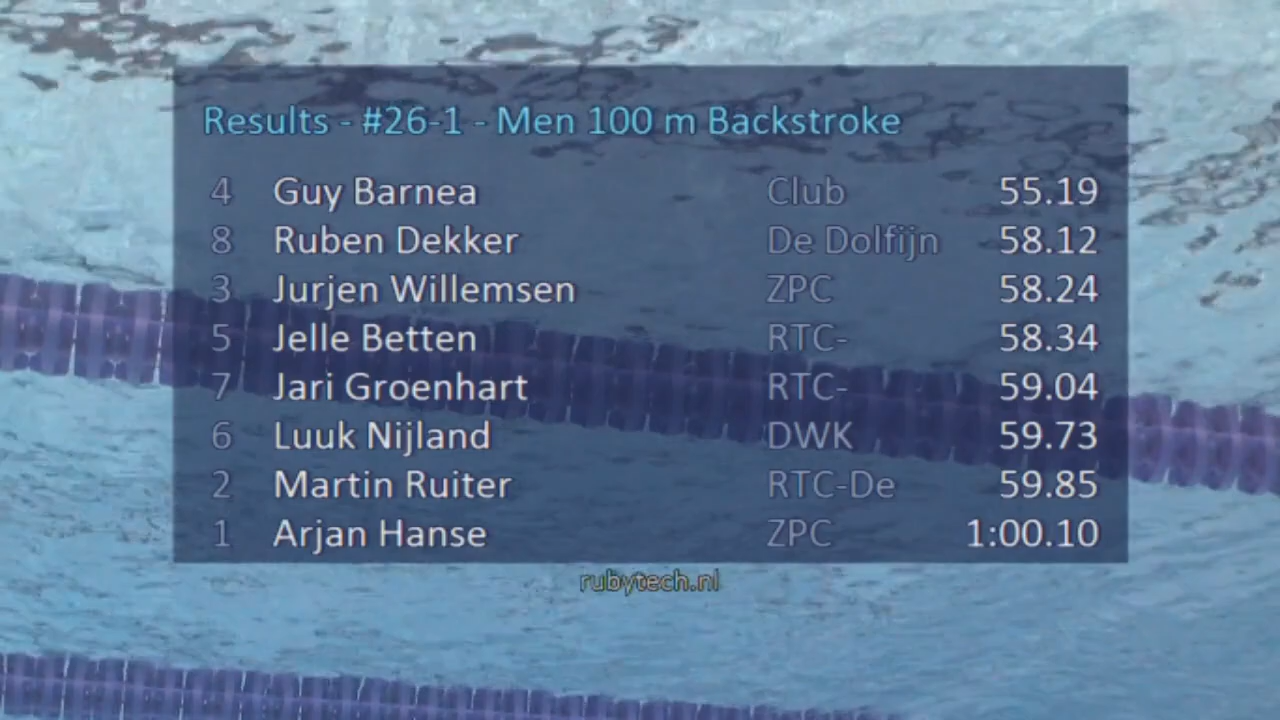 Results - #26-1 - Men 100 m Backstroke
4 Guy Barnea Club 55.19
8 Ruben Dekker De Dolfijn 58.12
3 Jurjen Willemsen ZPC 58.24
5 Jelle Betten RTC- 58.34
7 Jari Groenhart RTC- 59.04
6 Luuk Nijland DWK 59.73
2 Martin Ruiter RTC-De 59.85
1 Arjan Hanse ZPC 1:00.10
rubytech.nl